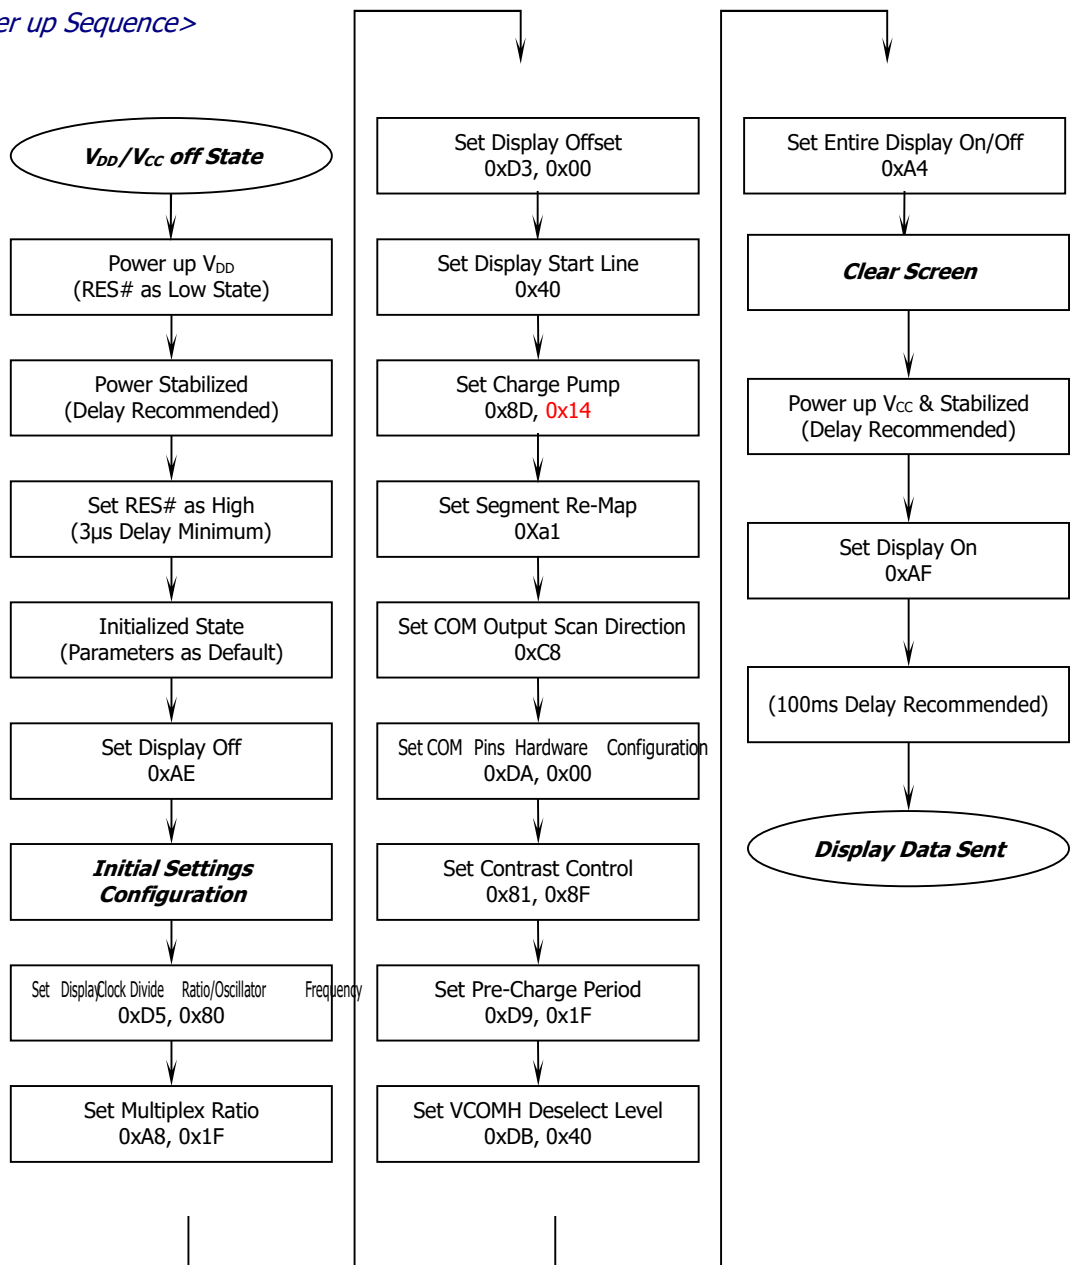 er up Sequence>
VDD/VCC off State
Power up VDD
(RES# as Low State)
Power Stabilized
(Delay Recommended)
Set RES# as High
(3μs Delay Minimum)
Initialized State
(Parameters as Default)
Set Display Off
0xAE
Initial Settings
Configuration
Set Display Clock Divide Ratio/Oscillator Frequency
0xD5, 0x80
Set Multiplex Ratio
0xA8, 0x1F
Set Display Offset
0xD3, 0x00
Set Display Start Line
0x40
Set Charge Pump
0x8D, 0x14
Set Segment Re-Map
0Xa1
Set COM Output Scan Direction
0xC8
Set COM Pins Hardware Configuration
0xDA, 0x00
Set Contrast Control
0x81, 0x8F
Set Pre-Charge Period
0xD9, 0x1F
Set VCOMH Deselect Level
0xDB, 0x40
Set Entire Display On/Off
0xA4
Clear Screen
Power up VCC & Stabilized
(Delay Recommended)
Set Display On
0xAF
(100ms Delay Recommended)
Display Data Sent